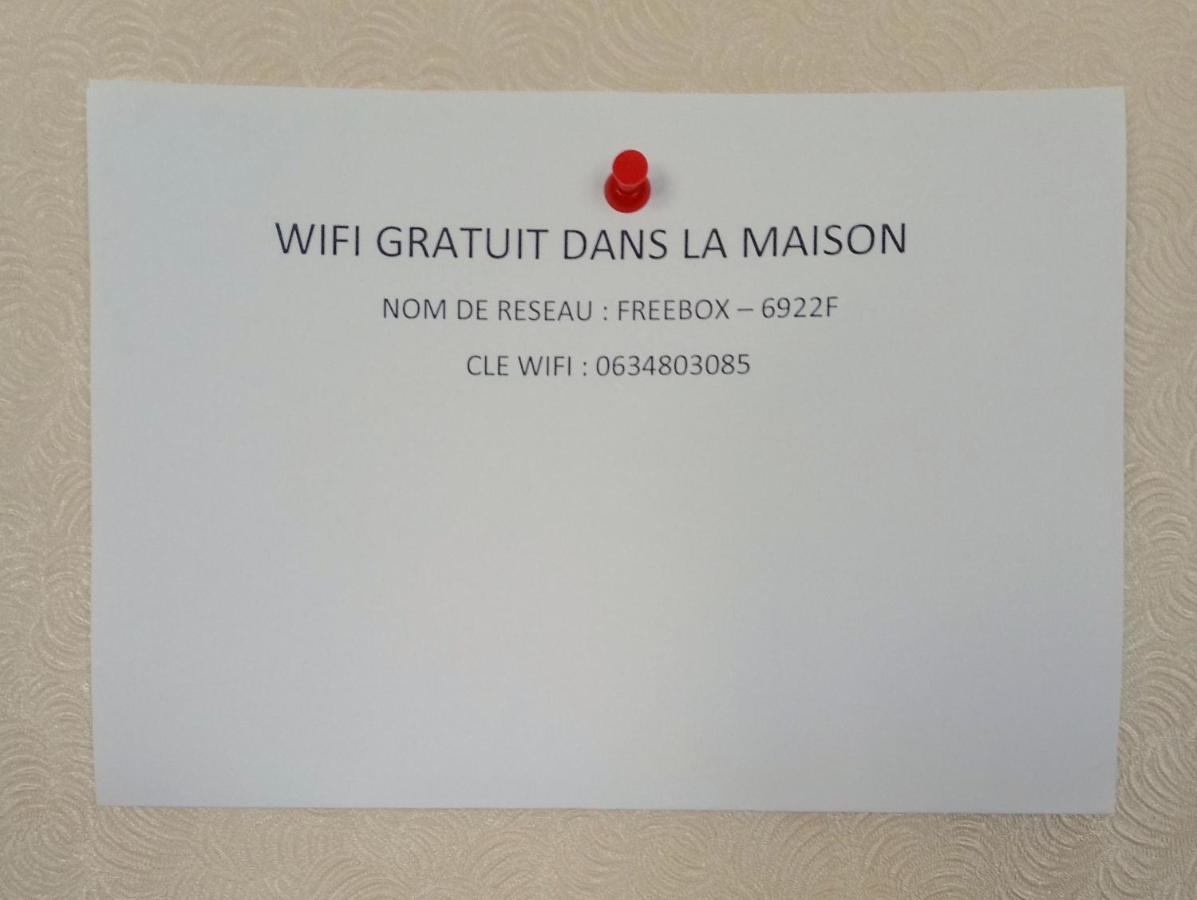 WIFI GRATUIT DANS LA MAISON
NOM DE RESEAU : FREEBOX – 6922F
CLE WIFI : 0634803085